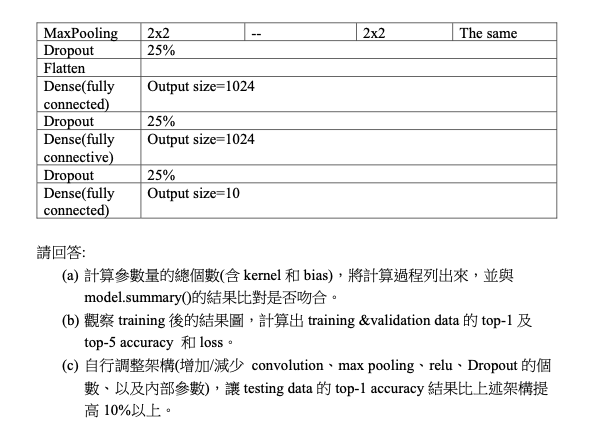 MaxPooling 2x2 -- 2x2 The same
Dropout 25%
Flatten
Dense(fully Output size=1024
connected)
Dropout 25%
Dense(fully Output size=1024
connective)
Dropout 25%
Dense(fully Output size=10
connected)
請回答:
(a) 計算參數量的總個數(含 kernel 和 bias)，將計算過程列出來，並與
model.summary()的結果比對是否吻合。
(b) 觀察 training 後的結果圖，計算出 training &validation data 的 top-1 及
top-5 accuracy 和 loss。
(c) 自行調整架構(增加/減少 convolution、max pooling、relu、Dropout 的個
數、以及內部參數)，讓 testing data 的 top-1 accuracy 結果比上述架構提
高 10%以上。